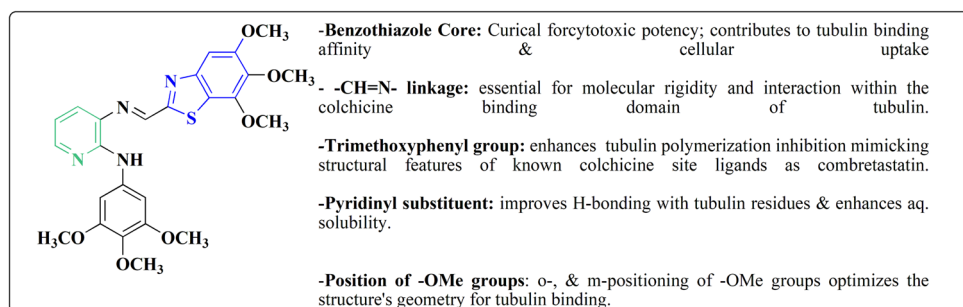 OCH₃
N
OCH₃
S
N
OCH₃
N
NH
H₃CO
OCH₃
OCH₃
-Benzothiazole Core: Curical forcytotoxic potency; contributes to tubulin binding
affinity & cellular uptake
- -CH=N- linkage: essential for molecular rigidity and interaction within the
colchicine binding domain of tubulin.
-Trimethoxyphenyl group: enhances tubulin polymerization inhibition mimicking
structural features of known colchicine site ligands as combretastatin.
-Pyridinyl substituent: improves H-bonding with tubulin residues & enhances aq.
solubility.
-Position of -OMe groups: o-, & m-positioning of -OMe groups optimizes the
structure's geometry for tubulin binding.